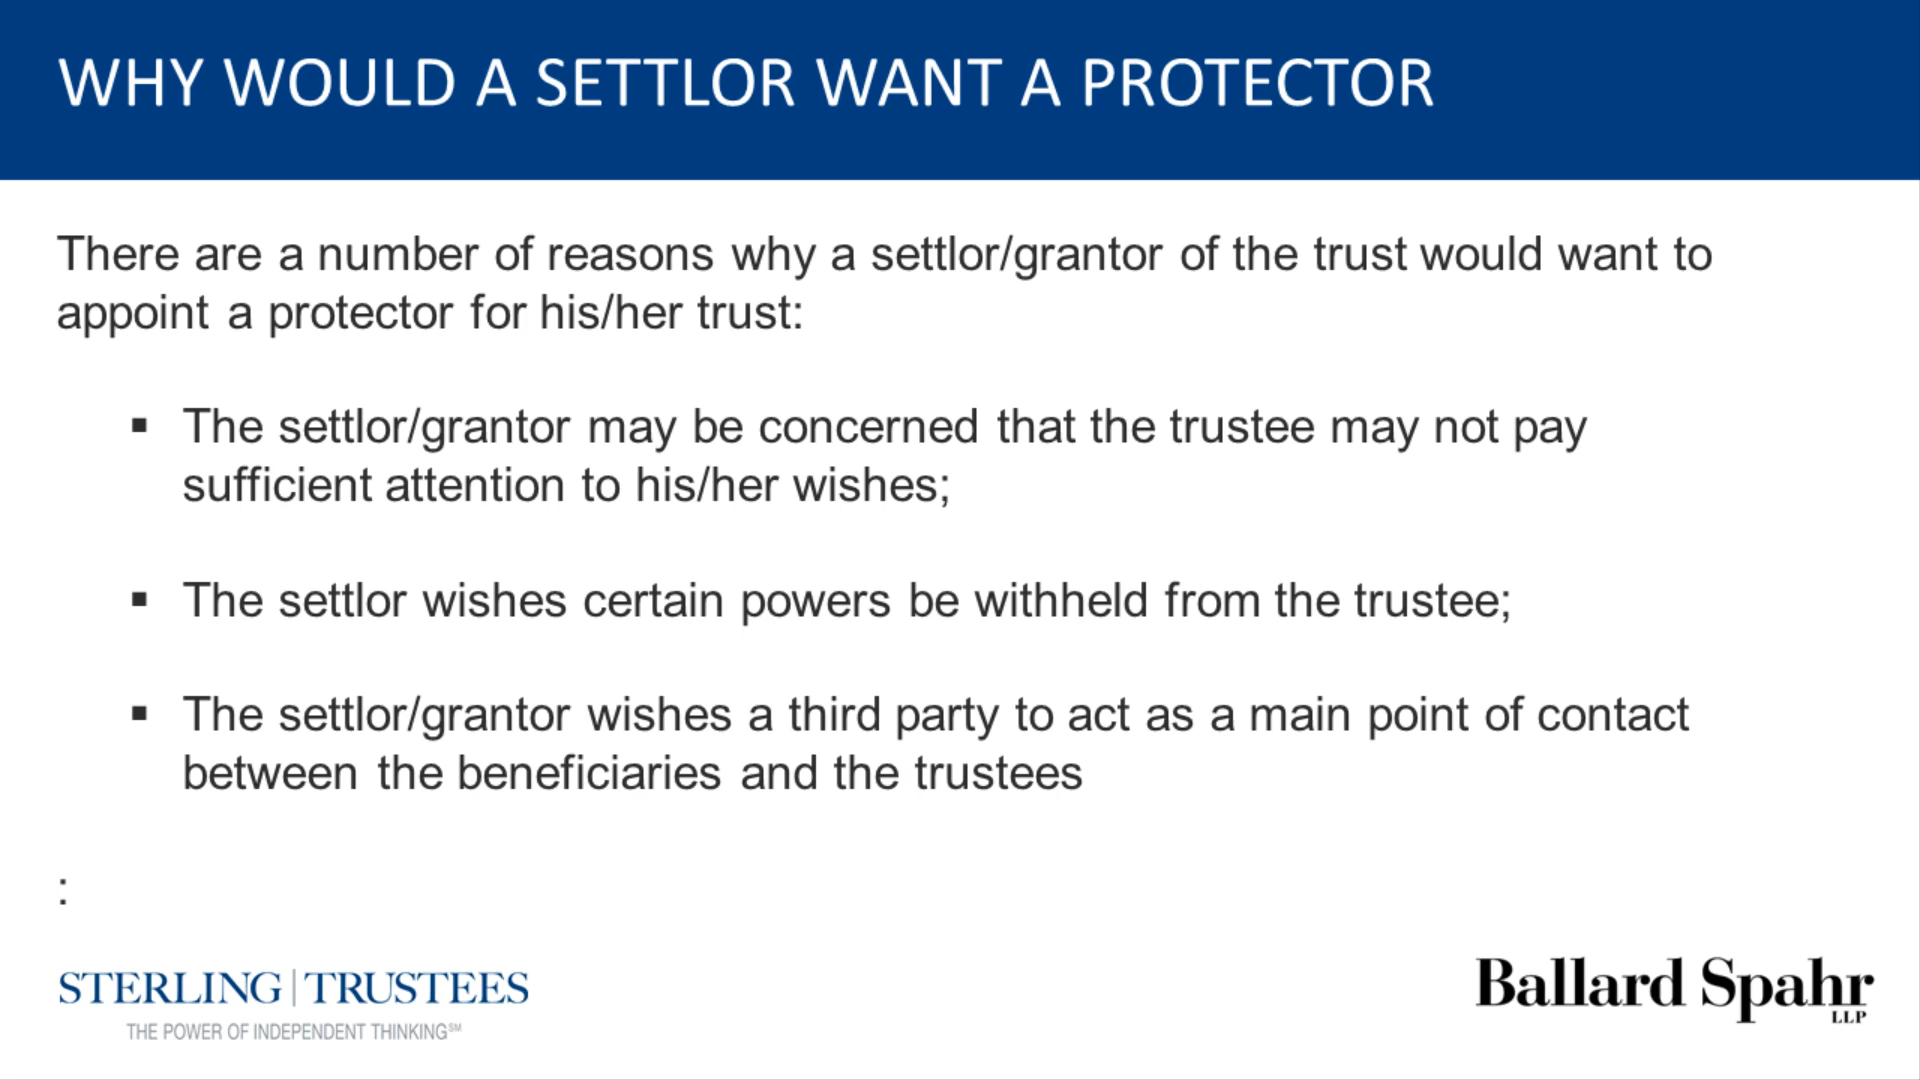 WHY WOULD A SETTLOR WANT A PROTECTOR
There are a number of reasons why a settlor/grantor of the trust would want to
appoint a protector for his/her trust:
▪ The settlor/grantor may be concerned that the trustee may not pay
sufficient attention to his/her wishes;
▪ The settlor wishes certain powers be withheld from the trustee;
▪ The settlor/grantor wishes a third party to act as a main point of contact
between the beneficiaries and the trustees
:
STERLING | TRUSTEES
THE POWER OF INDEPENDENT THINKING℠
Ballard Spahr
LLP